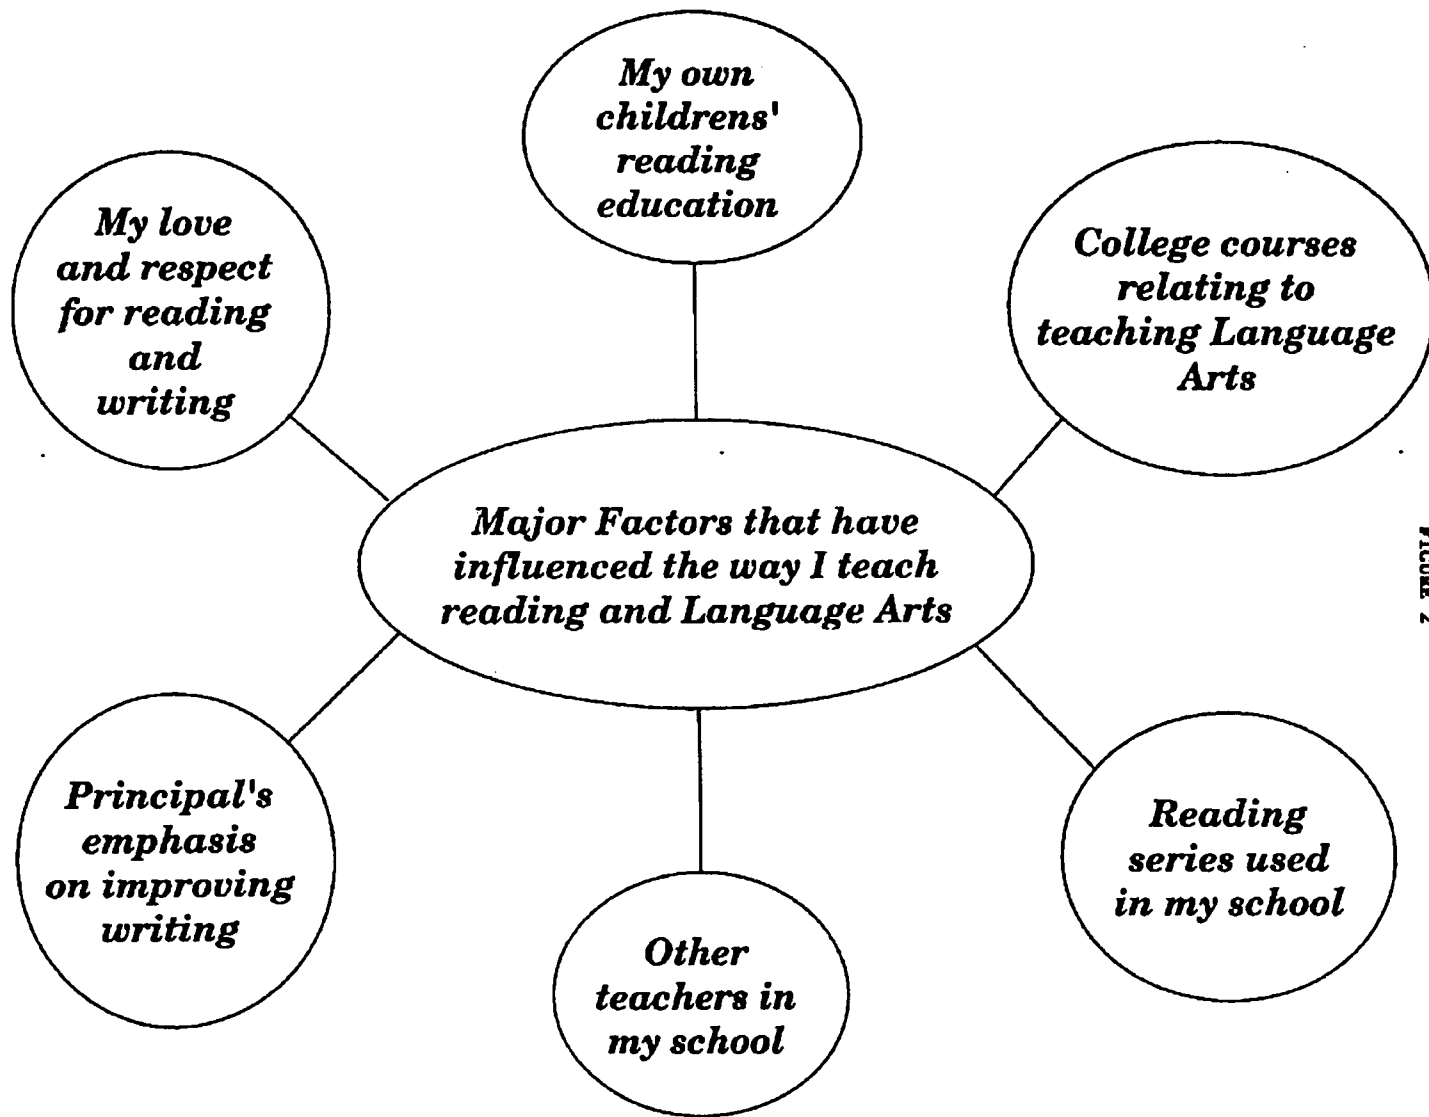 My own
childrens'
reading
education
My love
and respect
for reading
and
writing
College courses
relating to
teaching Language
Arts
Major Factors that have
influenced the way I teach
reading and Language Arts
FIGURE 2
Principal's
emphasis
on improving
writing
Reading
series used
in my school
Other
teachers in
my school